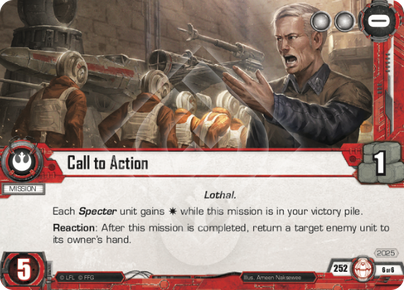 Call to Action
1
MISSION
Lothal.
Each Specter unit gains while this mission is in your victory pile.
Reaction: After this mission is completed, return a target enemy unit to
its owner's hand.
5
2025
252
6 of 6
© LFL © FFG
Illus. Ameen Naksewee